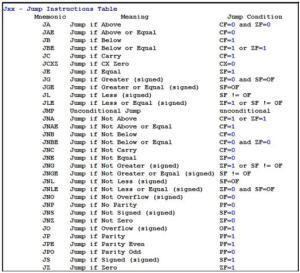 Jxx - Jump Instructions Table
Mnemonic Meaning Jump Condition
JA Jump if Above CF=0 and ZF=0
JAE Jump if Above or Equal CF=0
JB Jump if Below CF=1
JBE Jump if Below or Equal CF=1 or ZF=1
JC Jump if Carry CF=1
JCXZ Jump if CX Zero CX=0
JE Jump if Equal ZF=1
JG Jump if Greater (signed) ZF=0 and SF=OF
JGE Jump if Greater or Equal (signed) SF=OF
JL Jump if Less (signed) SF != OF
JLE Jump if Less or Equal (signed) ZF=1 or SF != OF
JMP Unconditional Jump unconditional
JNA Jump if Not Above CF=1 or ZF=1
JNAE Jump if Not Above or Equal CF=1
JNB Jump if Not Below CF=0
JNBE Jump if Not Below or Equal CF=0 and ZF=0
JNC Jump if Not Carry CF=0
JNE Jump if Not Equal ZF=0
JNG Jump if Not Greater (signed) ZF=1 or SF != OF
JNGE Jump if Not Greater or Equal (signed) SF != OF
JNL Jump if Not Less (signed) SF=OF
JNLE Jump if Not Less or Equal (signed) ZF=0 and SF=OF
JNO Jump if Not Overflow (signed) OF=0
JNP Jump if No Parity PF=0
JNS Jump if Not Signed (signed) SF=0
JNZ Jump if Not Zero ZF=0
JO Jump if Overflow (signed) OF=1
JP Jump if Parity PF=1
JPE Jump if Parity Even PF=1
JPO Jump if Parity Odd PF=0
JS Jump if Signed (signed) SF=1
JZ Jump if Zero ZF=1